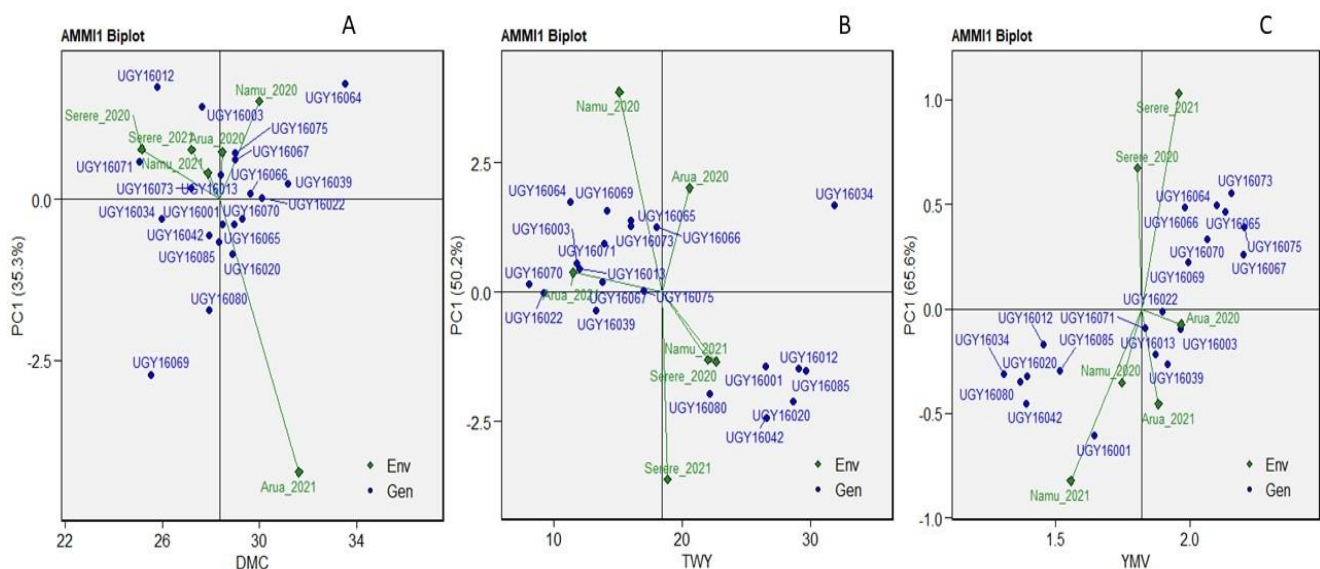 AMMI1 Biplot
A
UGY16012
Namu_2020
UGY16064
UGY16003
Serere_2020
Serere_2021
Arua_2020
UGY16075
UGY16067
Namu_2021
UGY16071
UGY16066
UGY16039
UGY16073
UGY16013
UGY16022
0.0
UGY16034
UGY16001
UGY16070
UGY16042
UGY16065
UGY16085
UGY16020
UGY16080
-2.5
UGY16069
Arua_2021
Env
Gen
PC1 (35.3%)
22
26
30
34
DMC
AMMI1 Biplot
B
Namu_2020
2.5
Arua_2020
UGY16064
UGY16069
UGY16034
UGY16065
UGY16003
UGY16073
UGY16066
UGY16071
UGY16070
UGY16013
0.0
UGY16067
UGY16075
UGY16022
UGY16039
Namu_2021
Serere_2020
UGY16012
UGY16001
UGY16085
UGY16080
UGY16020
-2.5
UGY16042
Serere_2021
Env
Gen
PC1 (50.2%)
10
20
30
TWY
AMMI1 Biplot
C
1.0
Serere_2021
Serere_2020
UGY16073
UGY16064
0.5
UGY16066
UGY16065
UGY16075
UGY16070
UGY16067
UGY16069
UGY16022
0.0
UGY16012
UGY16071
Arua_2020
UGY16034
UGY16020
UGY16085
UGY16013
UGY16003
Namu_2020
UGY16039
UGY16080
UGY16042
Arua_2021
-0.5
UGY16001
Namu_2021
Env
Gen
-1.0
PC1 (65.6%)
1.5
2.0
YMV